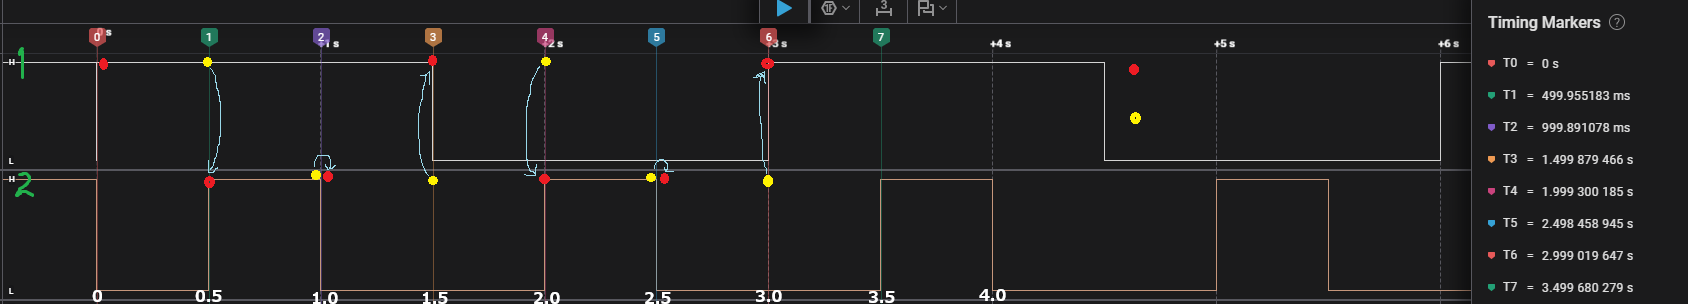 3
Timing Markers ?
0 s 1 2 1 s 3 4 +2 s 5 6 +3 s 7 +4 s +5 s +6 s
H 1
L
H 2
L
T0 = 0 s
T1 = 499.955183 ms
T2 = 999.891078 ms
T3 = 1.499 879 466 s
T4 = 1.999 300 185 s
T5 = 2.498 458 945 s
T6 = 2.999 019 647 s
T7 = 3.499 680 279 s
0 0.5 1.0 1.5 2.0 2.5 3.0 3.5 4.0